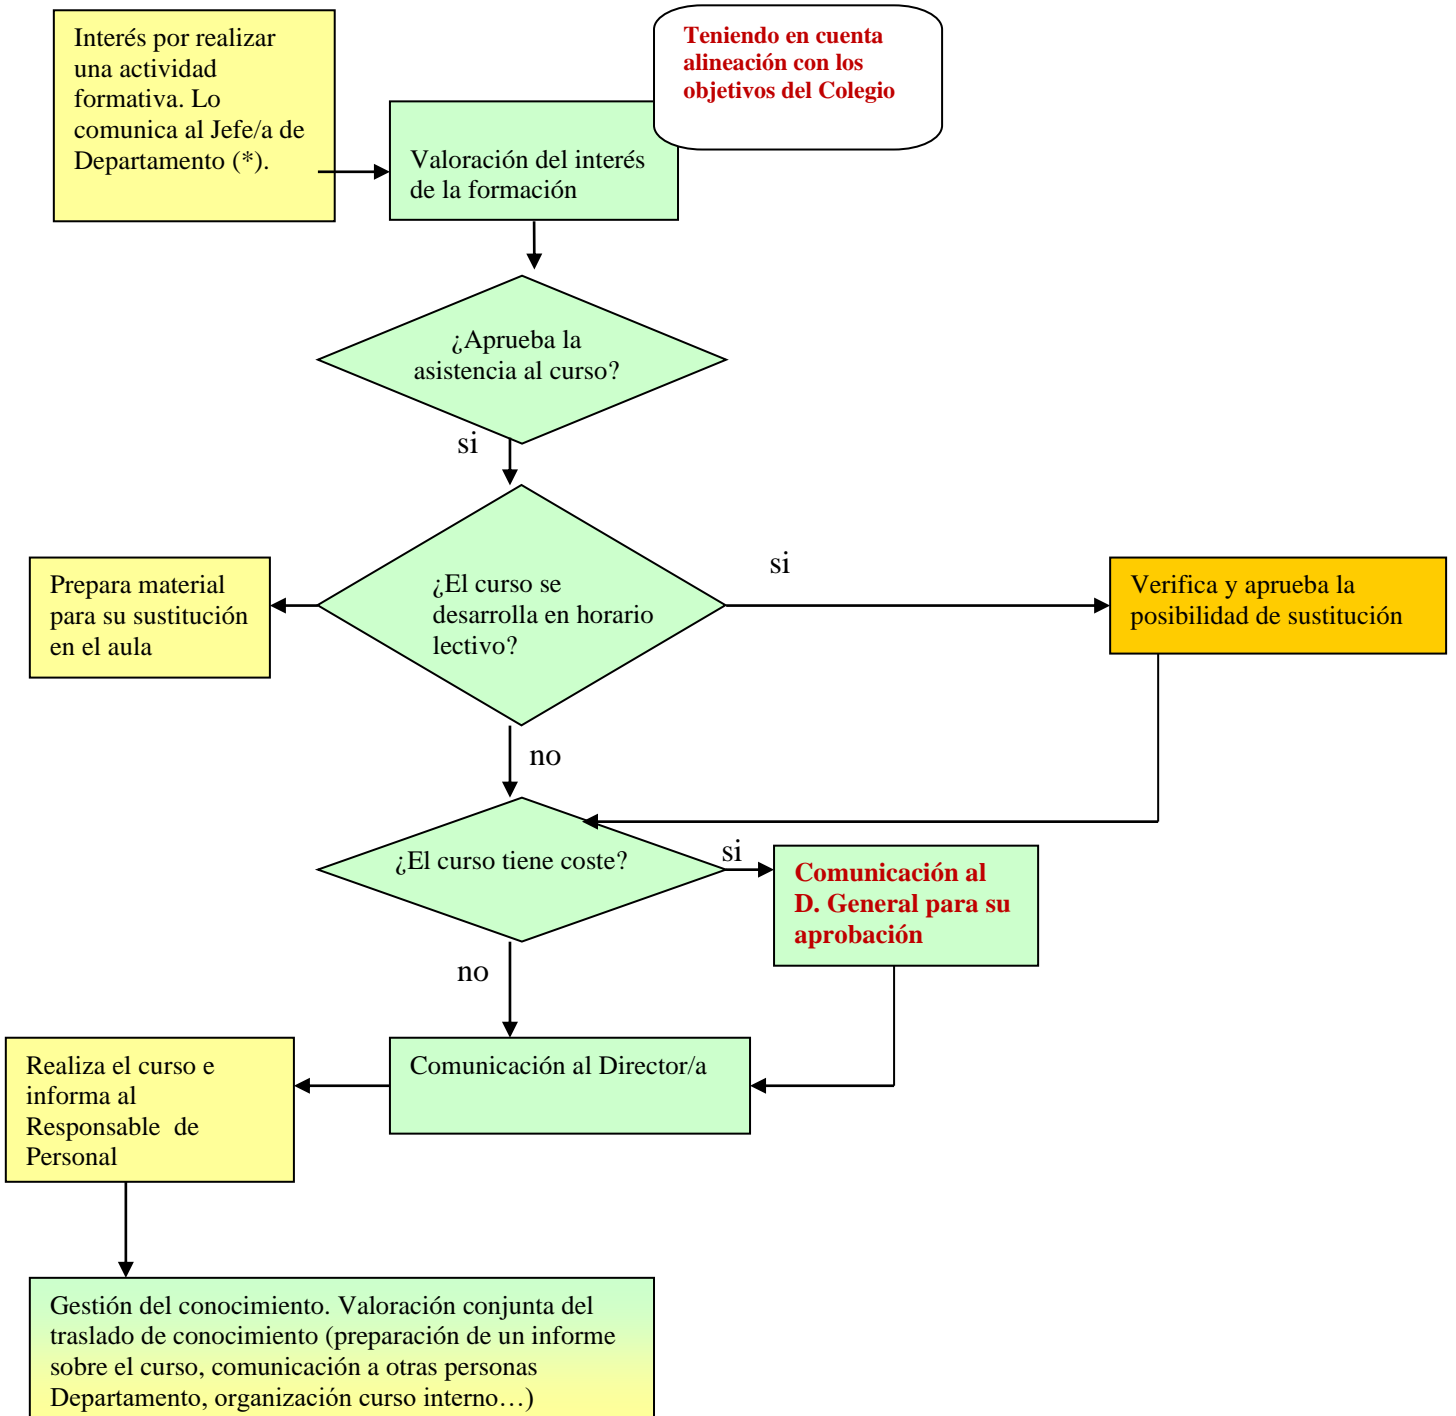 Interés por realizar
una actividad
formativa. Lo
comunica al Jefe/a de
Departamento (*).
Teniendo en cuenta
alineación con los
objetivos del Colegio
Valoración del interés
de la formación
¿Aprueba la
asistencia al curso?
si
Prepara material
para su sustitución
en el aula
¿El curso se
desarrolla en horario
lectivo?
si
Verifica y aprueba la
posibilidad de sustitución
no
¿El curso tiene coste?
si
Comunicación al
D. General para su
aprobación
no
Realiza el curso e
informa al
Responsable de
Personal
Comunicación al Director/a
Gestión del conocimiento. Valoración conjunta del
traslado de conocimiento (preparación de un informe
sobre el curso, comunicación a otras personas
Departamento, organización curso interno…)